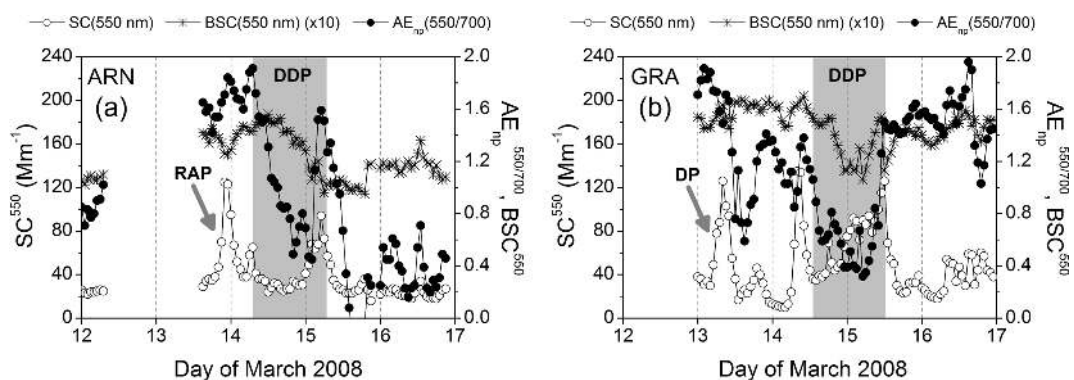 SC(550 nm) BSC(550 nm) (x10) AE_np(550/700)
ARN
(a)
DDP
RAP
SC^550 (Mm^-1)
240
200
160
120
80
40
0
2.0
1.6
1.2
0.8
0.4
0.0
AE_np^550/700, BSC^550
12 13 14 15 16 17
Day of March 2008
SC(550 nm) BSC(550 nm) (x10) AE_np(550/700)
GRA
(b)
DDP
DP
SC^550 (Mm^-1)
240
200
160
120
80
40
0
2.0
1.6
1.2
0.8
0.4
0.0
AE_np^550/700, BSC^550
12 13 14 15 16 17
Day of March 2008